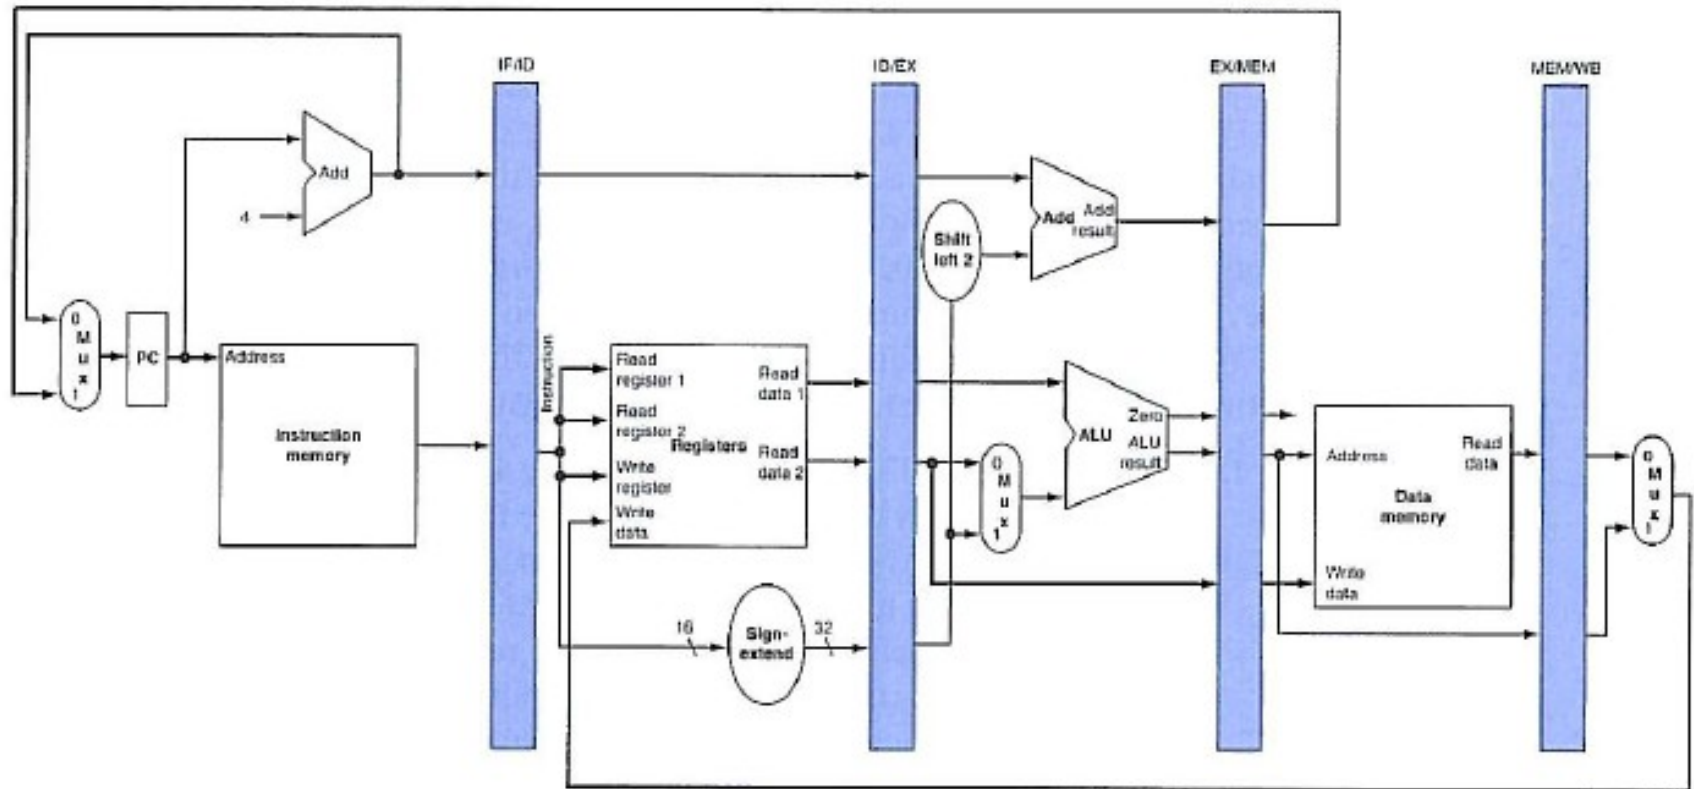 IF/ID
ID/EX
EX/MEM
MEM/WB
Add
4
Shift
left 2
Add
Add
result
0
M
u
x
1
PC
Address
Instruction
memory
Instruction
Read
register 1
Read
register 2
Write
register
Write
data
Registers
Read
data 1
Read
data 2
0
M
u
x
1
ALU
Zero
ALU
result
Address
Read
data
Data
memory
Write
data
0
M
u
x
1
16
Sign-
extend
32